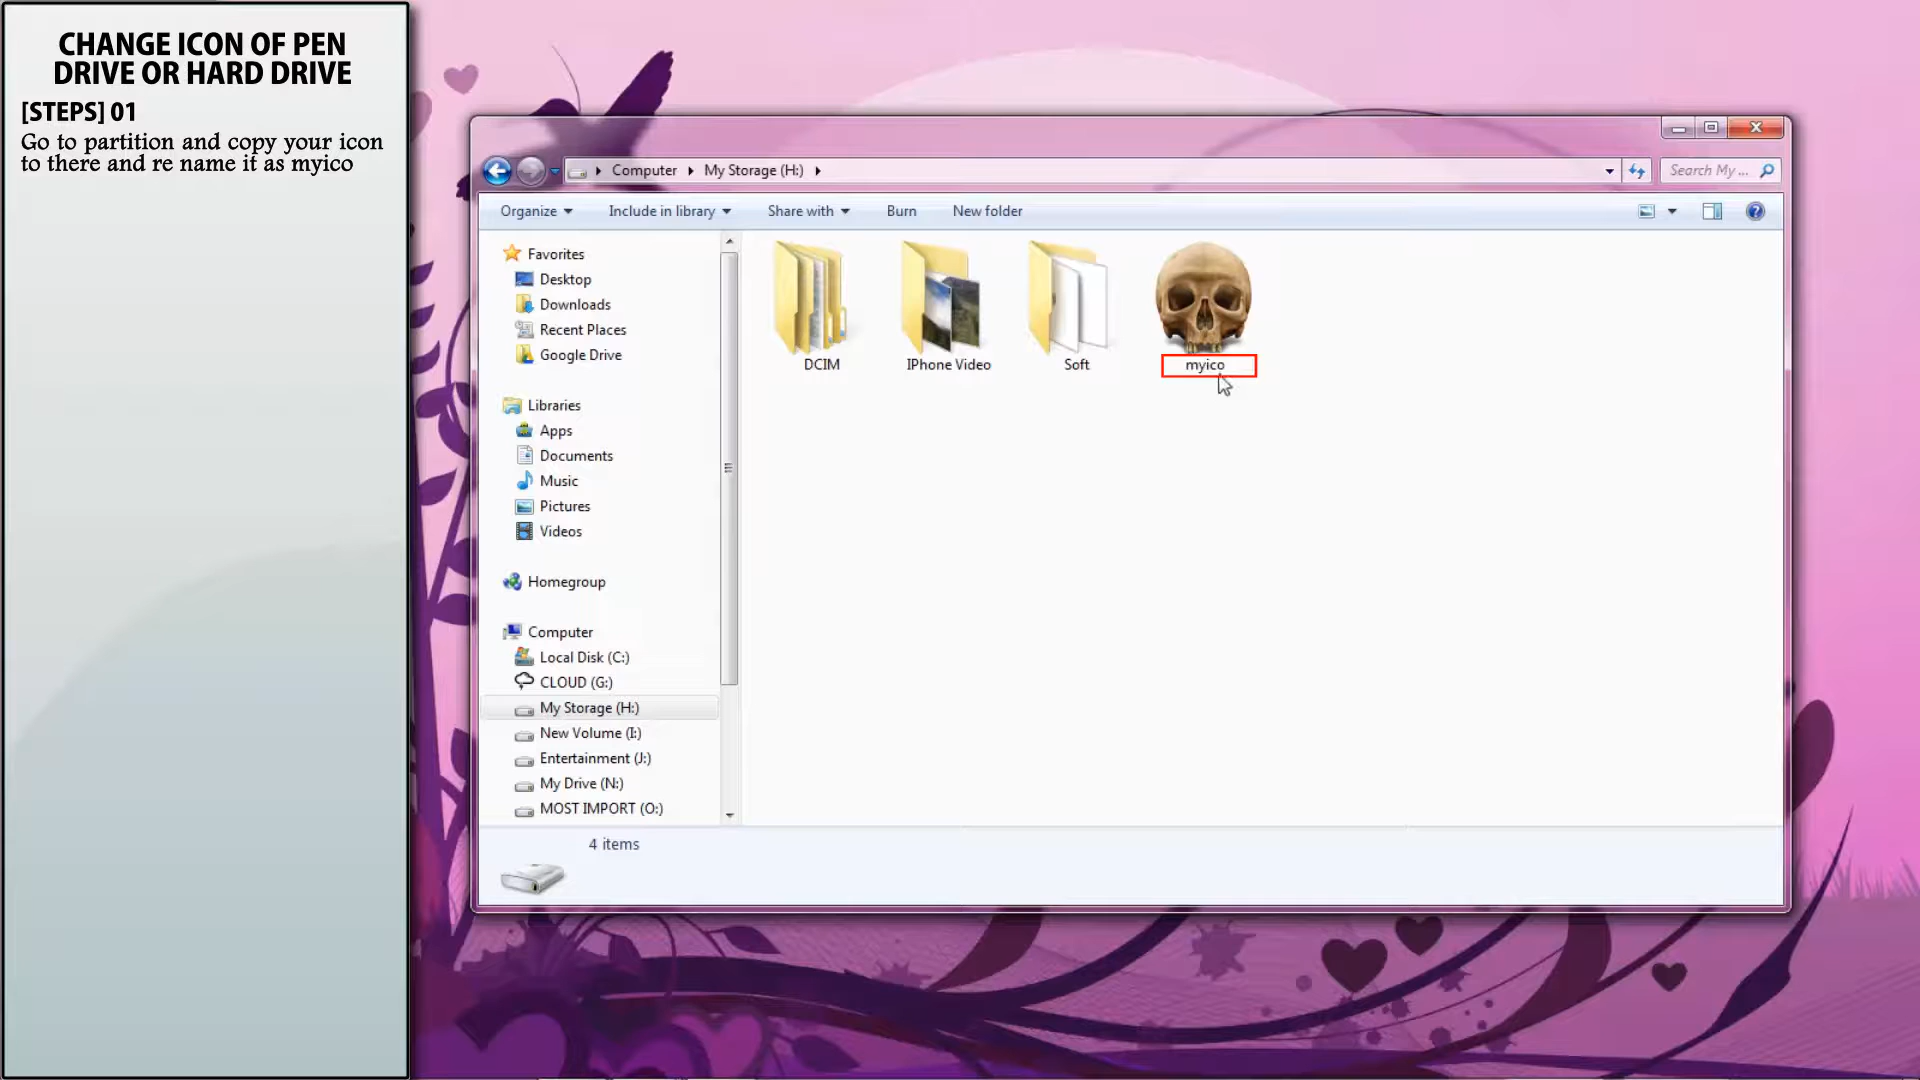 CHANGE ICON OF PEN
DRIVE OR HARD DRIVE
[STEPS] 01
Go to partition and copy your icon
to there and re name it as myico
Computer
My Storage (H:)
Search My ...
Organize
Include in library
Share with
Burn
New folder
Favorites
Desktop
Downloads
Recent Places
Google Drive
Libraries
Apps
Documents
Music
Pictures
Videos
Homegroup
Computer
Local Disk (C:)
CLOUD (G:)
My Storage (H:)
New Volume (I:)
Entertainment (J:)
My Drive (N:)
MOST IMPORT (O:)
DCIM
IPhone Video
Soft
myico
4 items